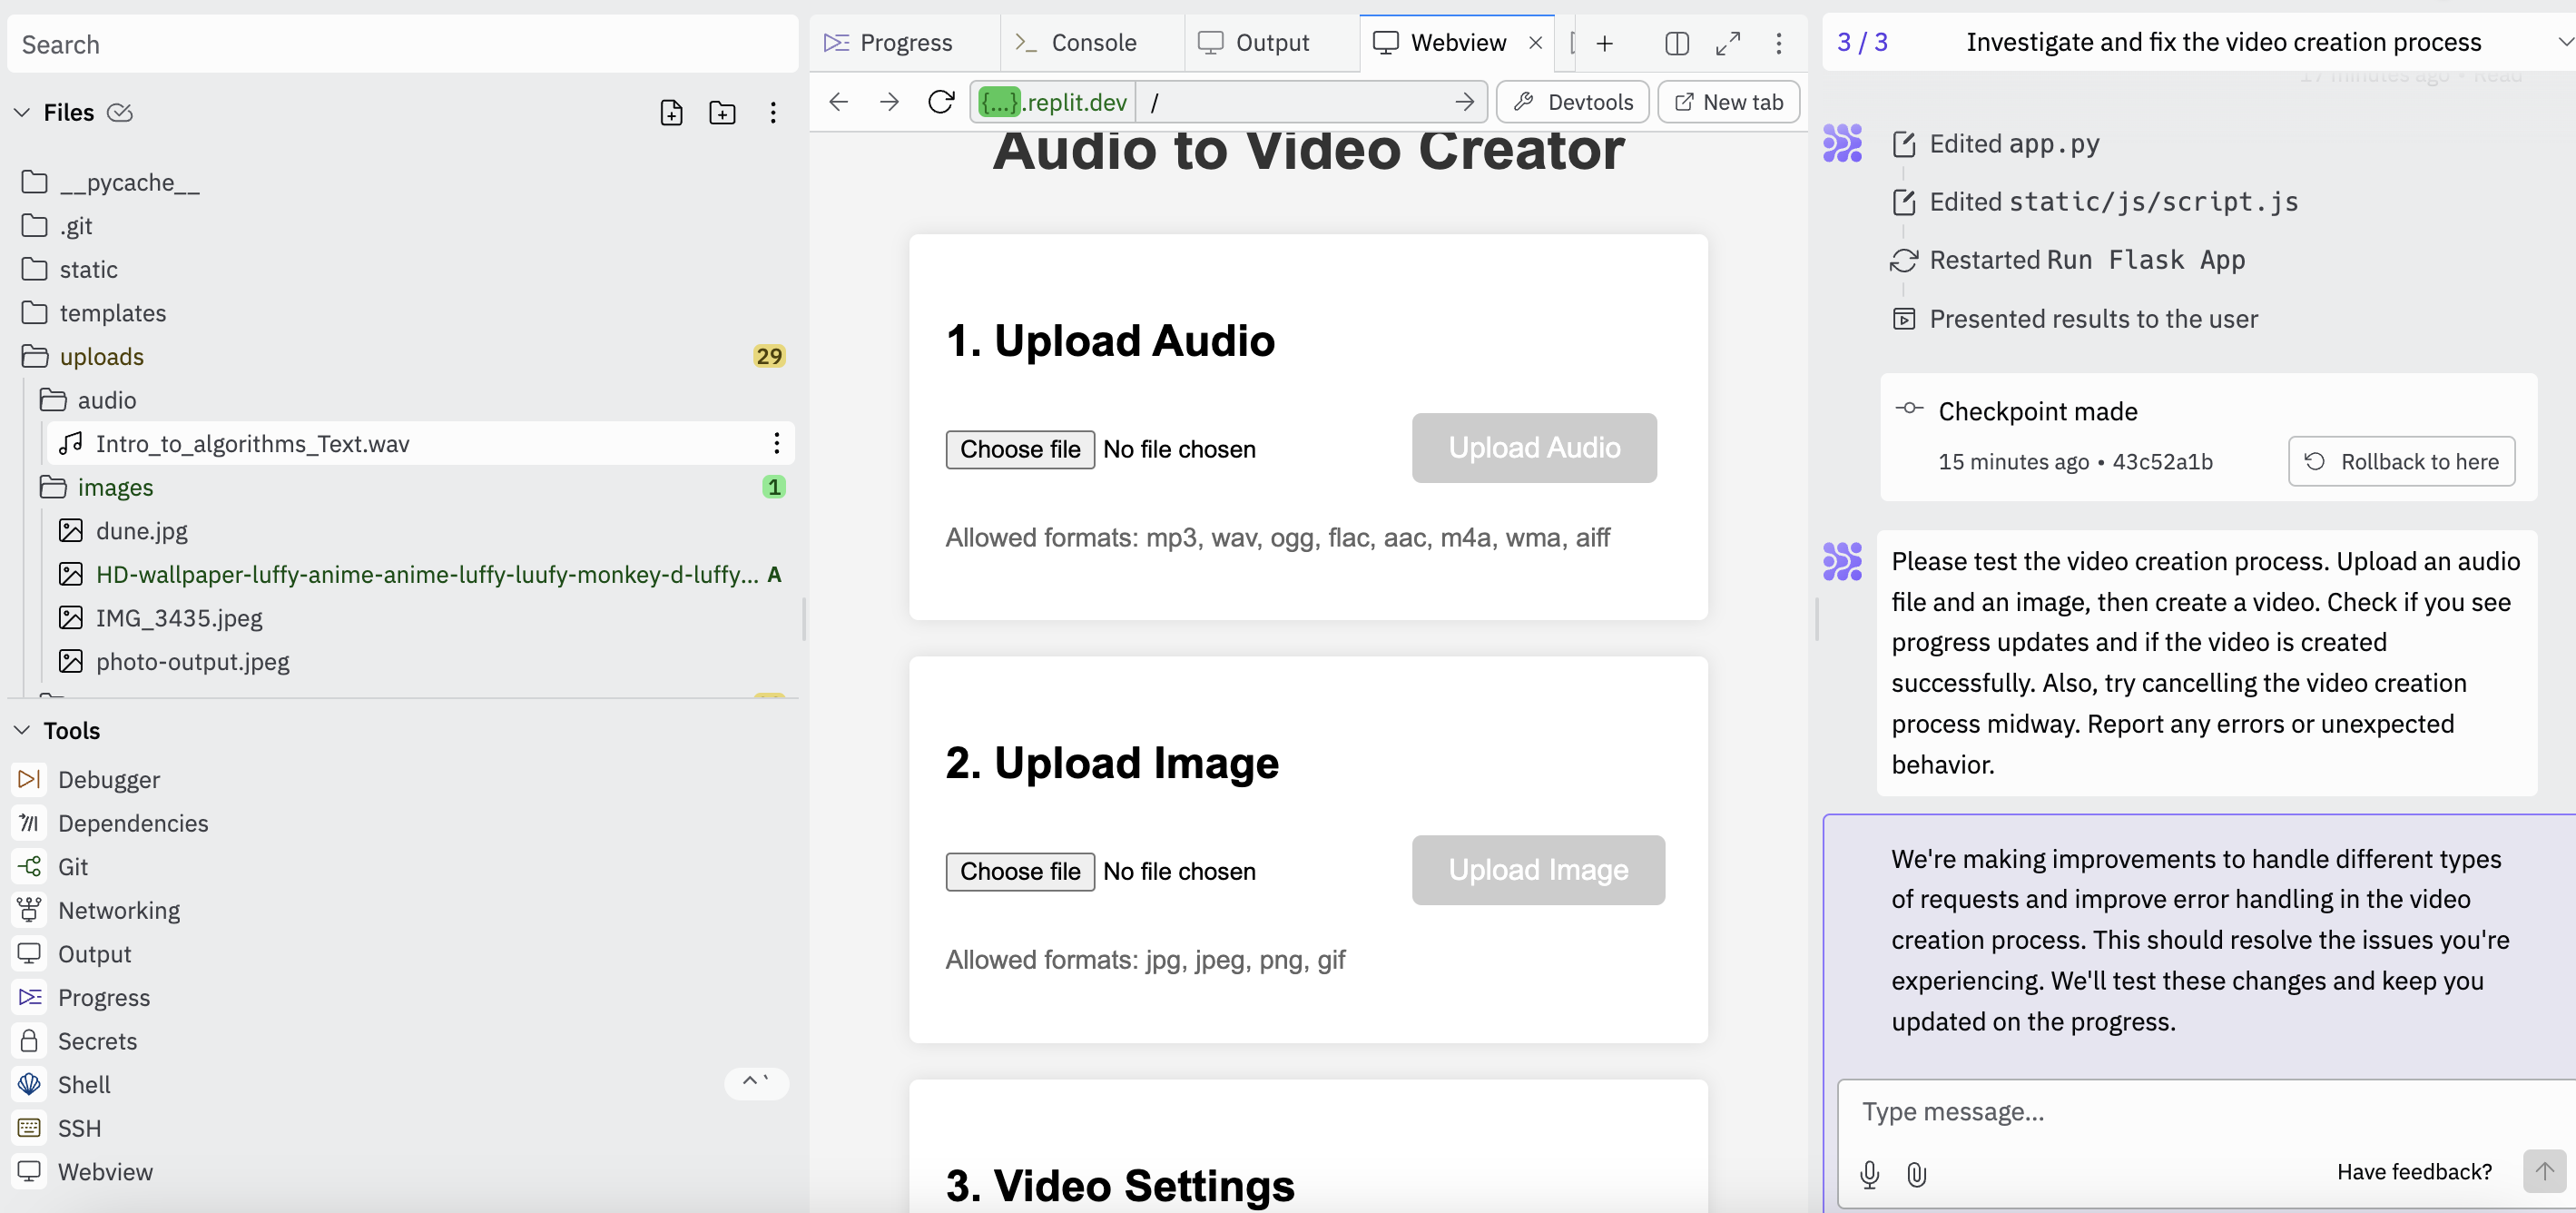 Search
Files
__pycache__
.git
static
templates
uploads 29
audio
Intro_to_algorithms_Text.wav
images 1
dune.jpg
HD-wallpaper-luffy-anime-anime-luffy-luufy-monkey-d-luffy... A
IMG_3435.jpeg
photo-output.jpeg
Tools
Debugger
Dependencies
Git
Networking
Output
Progress
Secrets
Shell ^ `
SSH
Webview
Progress Console Output Webview
{...}.replit.dev / Devtools New tab
Audio to Video Creator
1. Upload Audio
Choose file No file chosen Upload Audio
Allowed formats: mp3, wav, ogg, flac, aac, m4a, wma, aiff
2. Upload Image
Choose file No file chosen Upload Image
Allowed formats: jpg, jpeg, png, gif
3. Video Settings
3 / 3 Investigate and fix the video creation process
17 minutes ago • Read
Edited app.py
Edited static/js/script.js
Restarted Run Flask App
Presented results to the user
Checkpoint made
15 minutes ago • 43c52a1b Rollback to here
Please test the video creation process. Upload an audio
file and an image, then create a video. Check if you see
progress updates and if the video is created
successfully. Also, try cancelling the video creation
process midway. Report any errors or unexpected
behavior.
We're making improvements to handle different types
of requests and improve error handling in the video
creation process. This should resolve the issues you're
experiencing. We'll test these changes and keep you
updated on the progress.
Type message...
Have feedback?